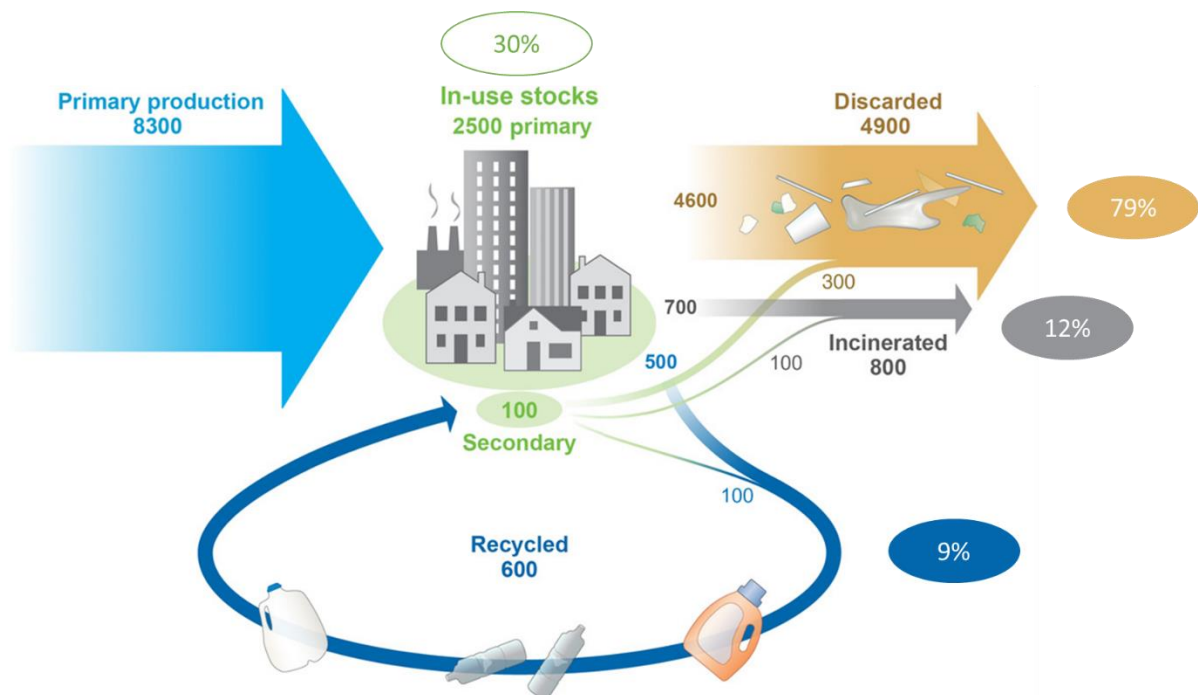 30%
Primary production
8300
In-use stocks
2500 primary
Discarded
4900
4600
79%
300
700
12%
Incinerated
800
500
100
100
Secondary
100
Recycled
600
9%